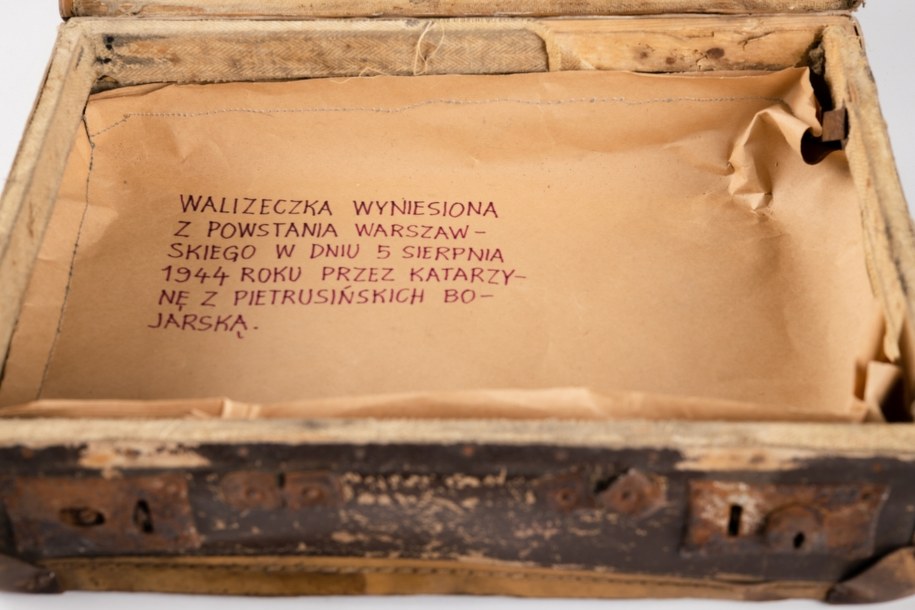 WALIZECZKA WYNIESIONA
Z POWSTANIA WARSZAW-
SKIEGO W DNIU 5 SIERPNIA
1944 ROKU PRZEZ KATARZY-
NĘ Z PIETRUSIŃSKICH BO-
JARSKĄ.